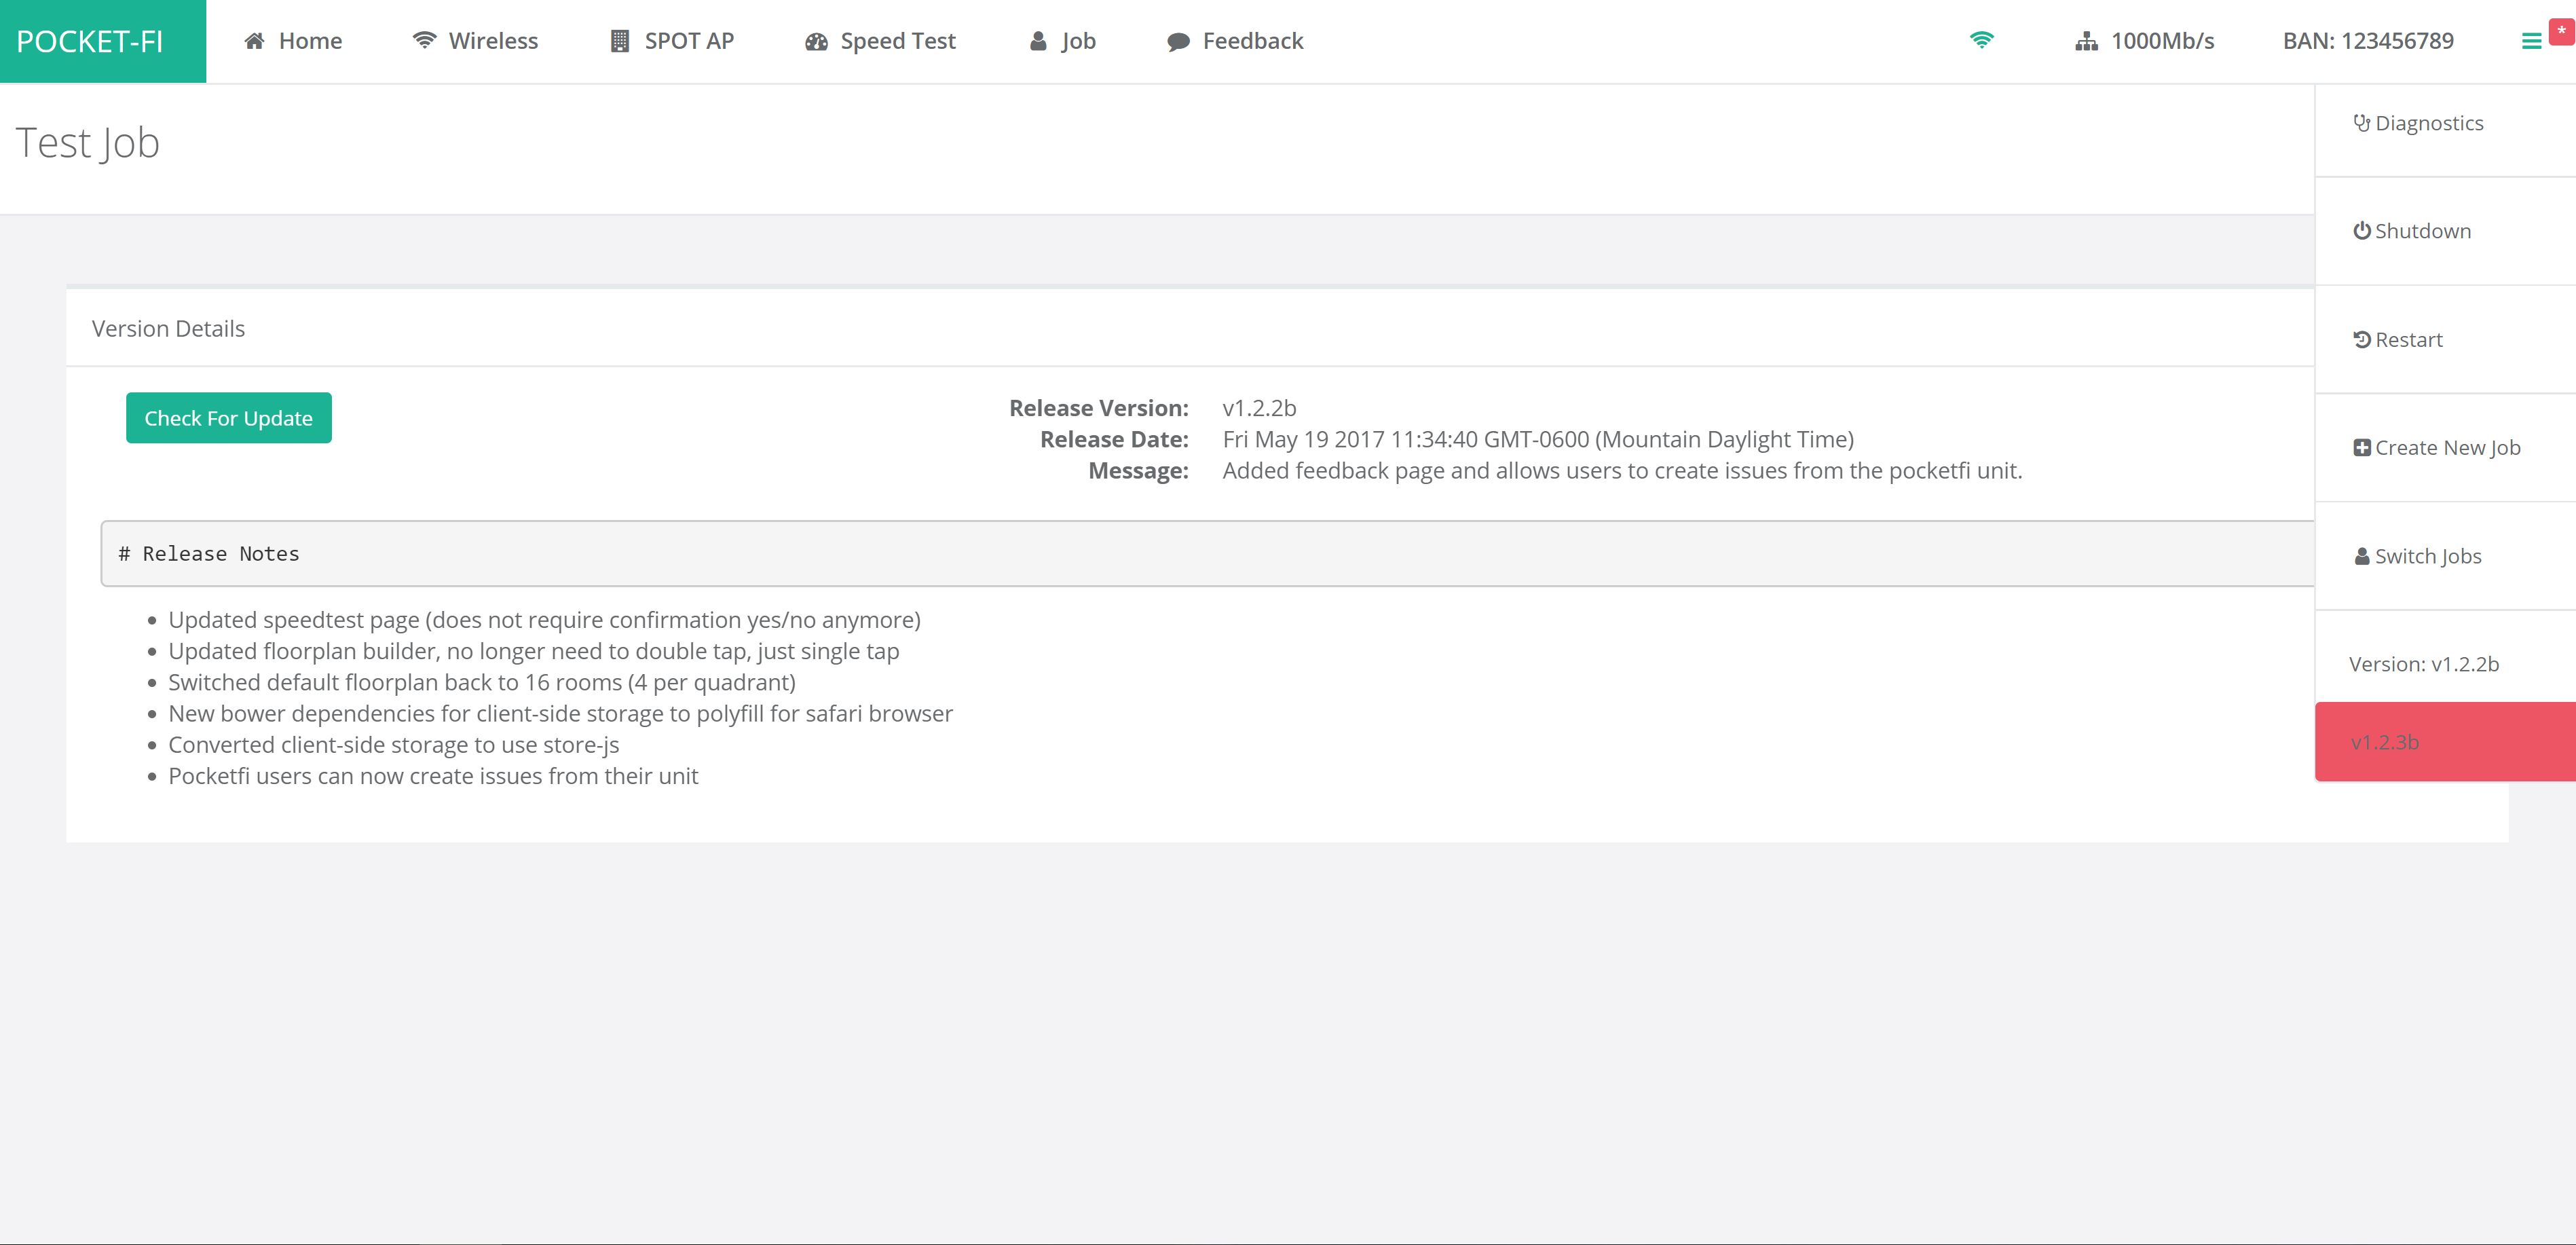 POCKET-FI Home Wireless SPOT AP Speed Test Job Feedback 1000Mb/s BAN: 123456789 *
Test Job
Diagnostics
Shutdown
Restart
Create New Job
Switch Jobs
Version: v1.2.2b
v1.2.3b
Version Details
Check For Update
Release Version: v1.2.2b
Release Date: Fri May 19 2017 11:34:40 GMT-0600 (Mountain Daylight Time)
Message: Added feedback page and allows users to create issues from the pocketfi unit.
# Release Notes
• Updated speedtest page (does not require confirmation yes/no anymore)
• Updated floorplan builder, no longer need to double tap, just single tap
• Switched default floorplan back to 16 rooms (4 per quadrant)
• New bower dependencies for client-side storage to polyfill for safari browser
• Converted client-side storage to use store-js
• Pocketfi users can now create issues from their unit